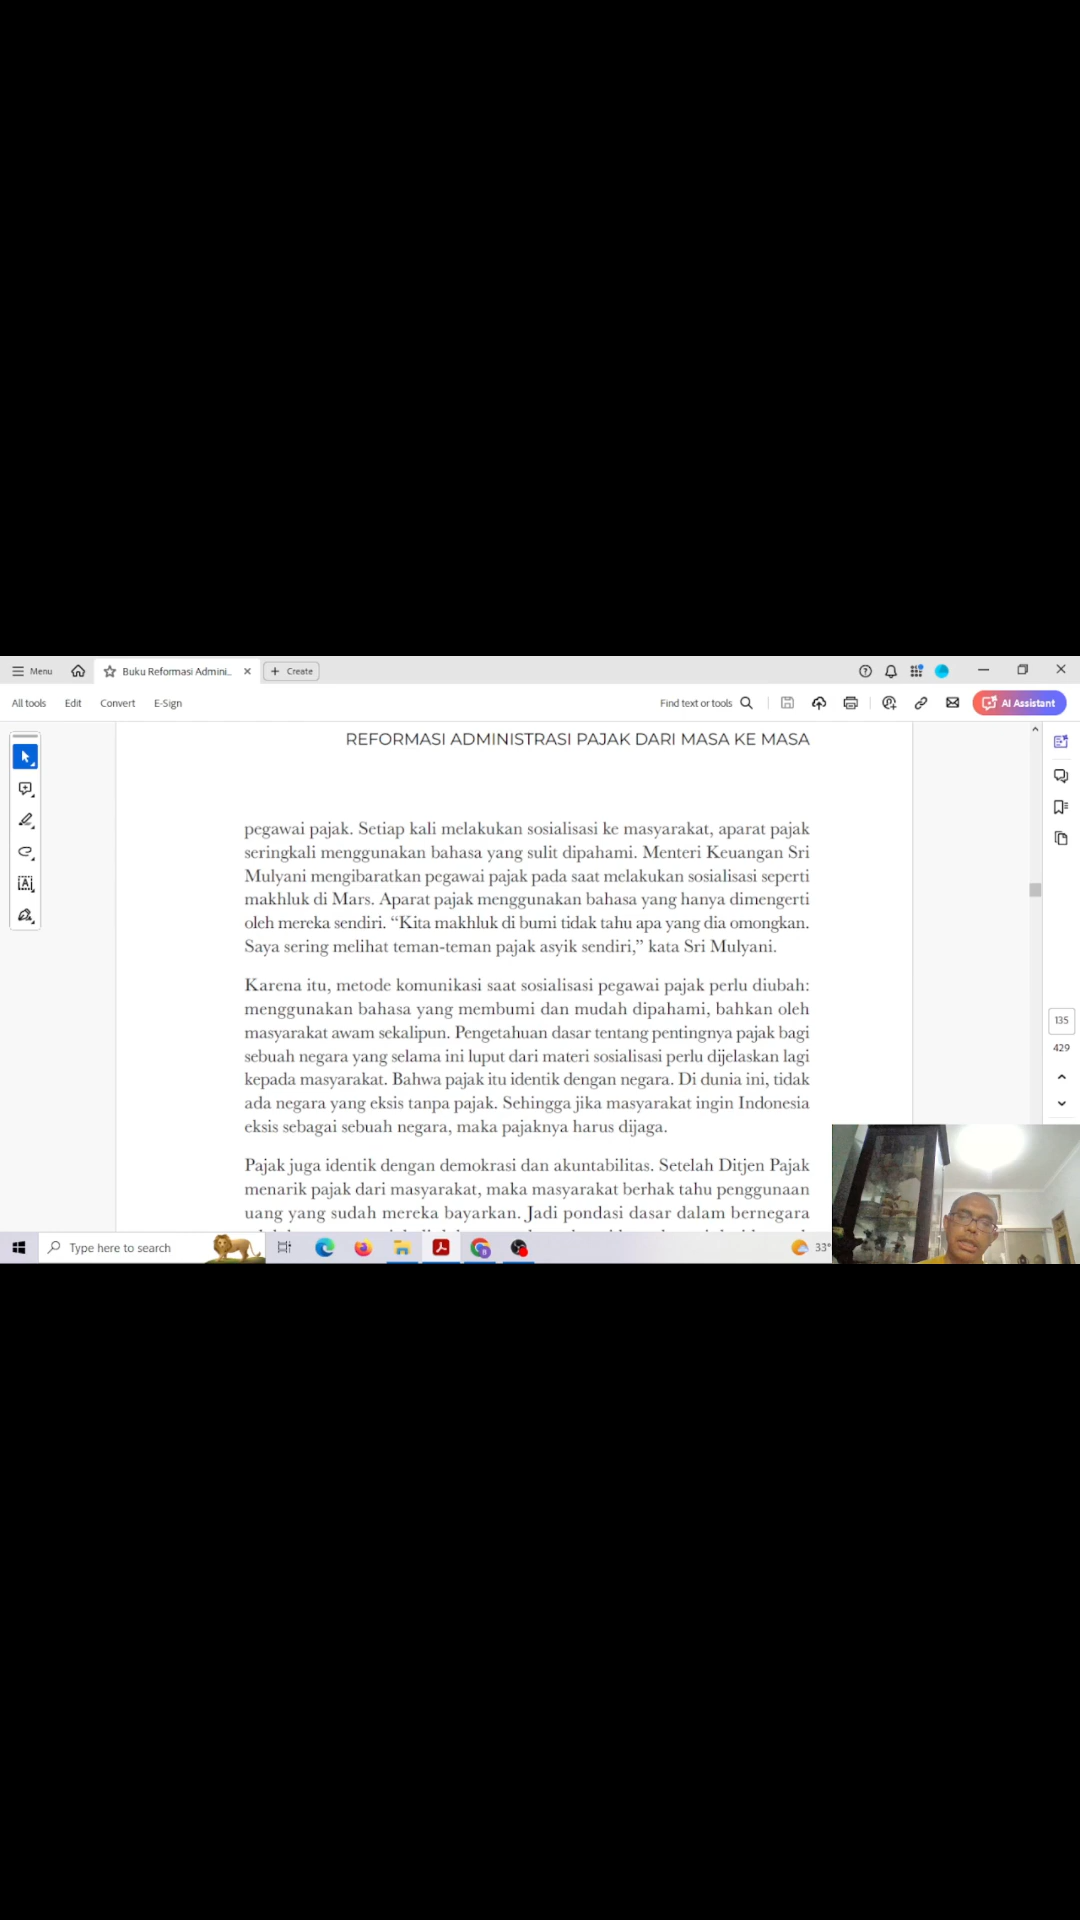 Menu
Buku Reformasi Admini...
Create
All tools
Edit
Convert
E-Sign
Find text or tools
AI Assistant
REFORMASI ADMINISTRASI PAJAK DARI MASA KE MASA
pegawai pajak. Setiap kali melakukan sosialisasi ke masyarakat, aparat pajak
seringkali menggunakan bahasa yang sulit dipahami. Menteri Keuangan Sri
Mulyani mengibaratkan pegawai pajak pada saat melakukan sosialisasi seperti
makhluk di Mars. Aparat pajak menggunakan bahasa yang hanya dimengerti
oleh mereka sendiri. “Kita makhluk di bumi tidak tahu apa yang dia omongkan.
Saya sering melihat teman-teman pajak asyik sendiri,” kata Sri Mulyani.
Karena itu, metode komunikasi saat sosialisasi pegawai pajak perlu diubah:
menggunakan bahasa yang membumi dan mudah dipahami, bahkan oleh
masyarakat awam sekalipun. Pengetahuan dasar tentang pentingnya pajak bagi
sebuah negara yang selama ini luput dari materi sosialisasi perlu dijelaskan lagi
kepada masyarakat. Bahwa pajak itu identik dengan negara. Di dunia ini, tidak
ada negara yang eksis tanpa pajak. Sehingga jika masyarakat ingin Indonesia
eksis sebagai sebuah negara, maka pajaknya harus dijaga.
Pajak juga identik dengan demokrasi dan akuntabilitas. Setelah Ditjen Pajak
menarik pajak dari masyarakat, maka masyarakat berhak tahu penggunaan
uang yang sudah mereka bayarkan. Jadi pondasi dasar dalam bernegara
135
429
Type here to search
33°